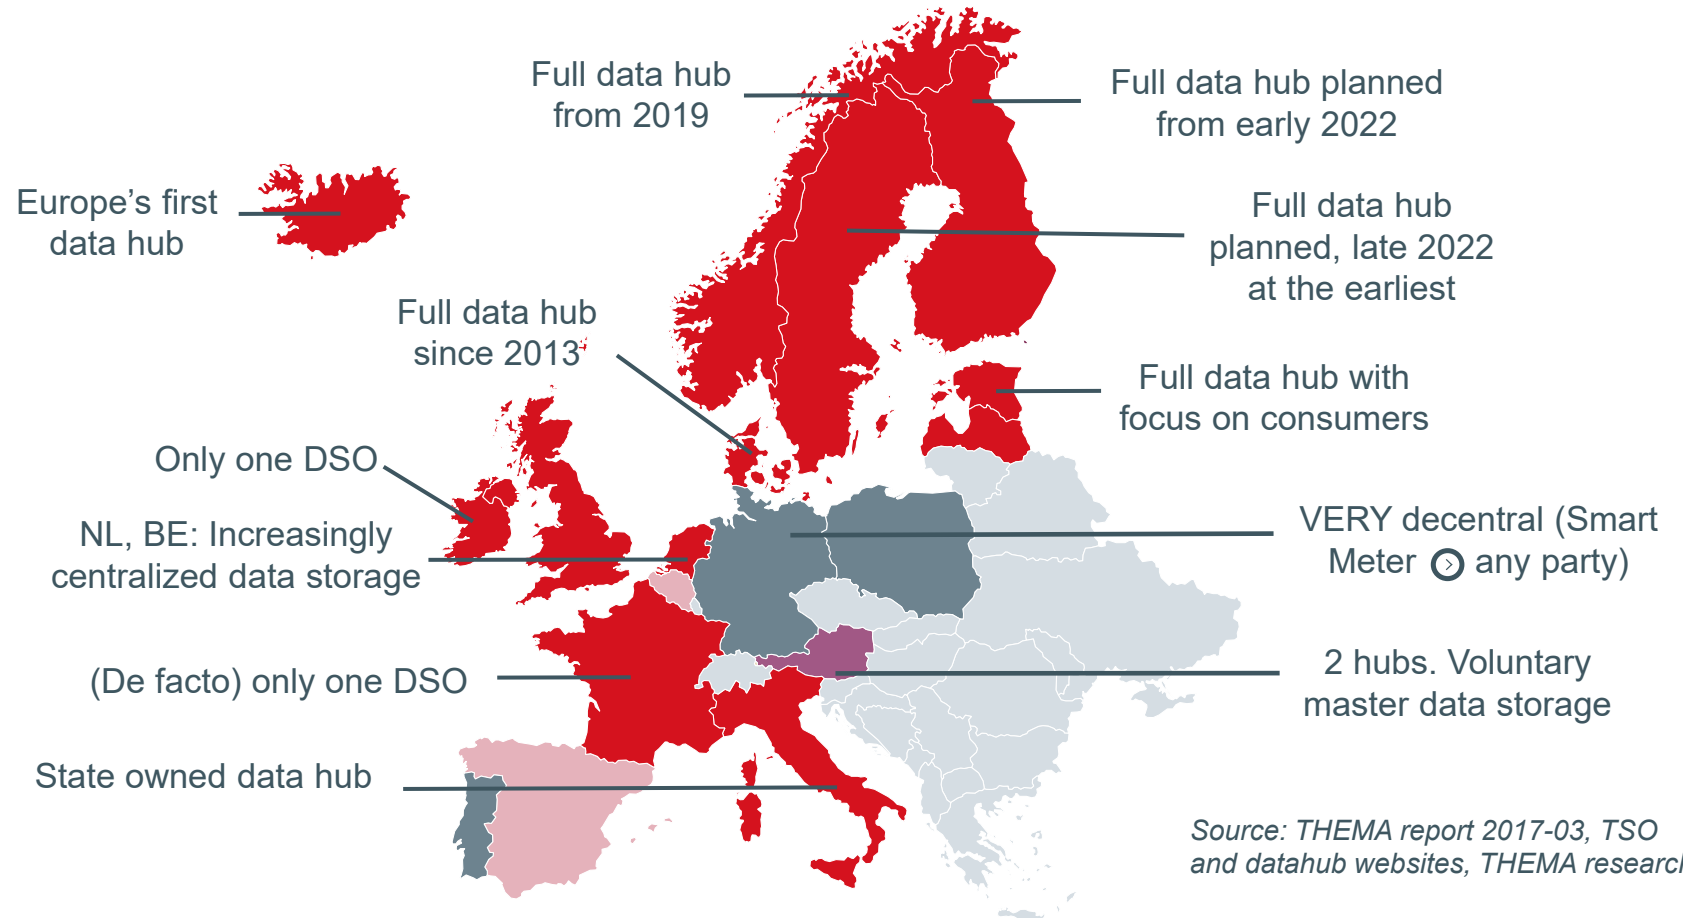 Full data hub
from 2019
Full data hub planned
from early 2022
Europe's first
data hub
Full data hub
planned, late 2022
at the earliest
Full data hub
since 2013
Full data hub with
focus on consumers
Only one DSO
NL, BE: Increasingly
centralized data storage
VERY decentral (Smart
Meter any party)
(De facto) only one DSO
2 hubs. Voluntary
master data storage
State owned data hub
Source: THEMA report 2017-03, TSO
and datahub websites, THEMA research